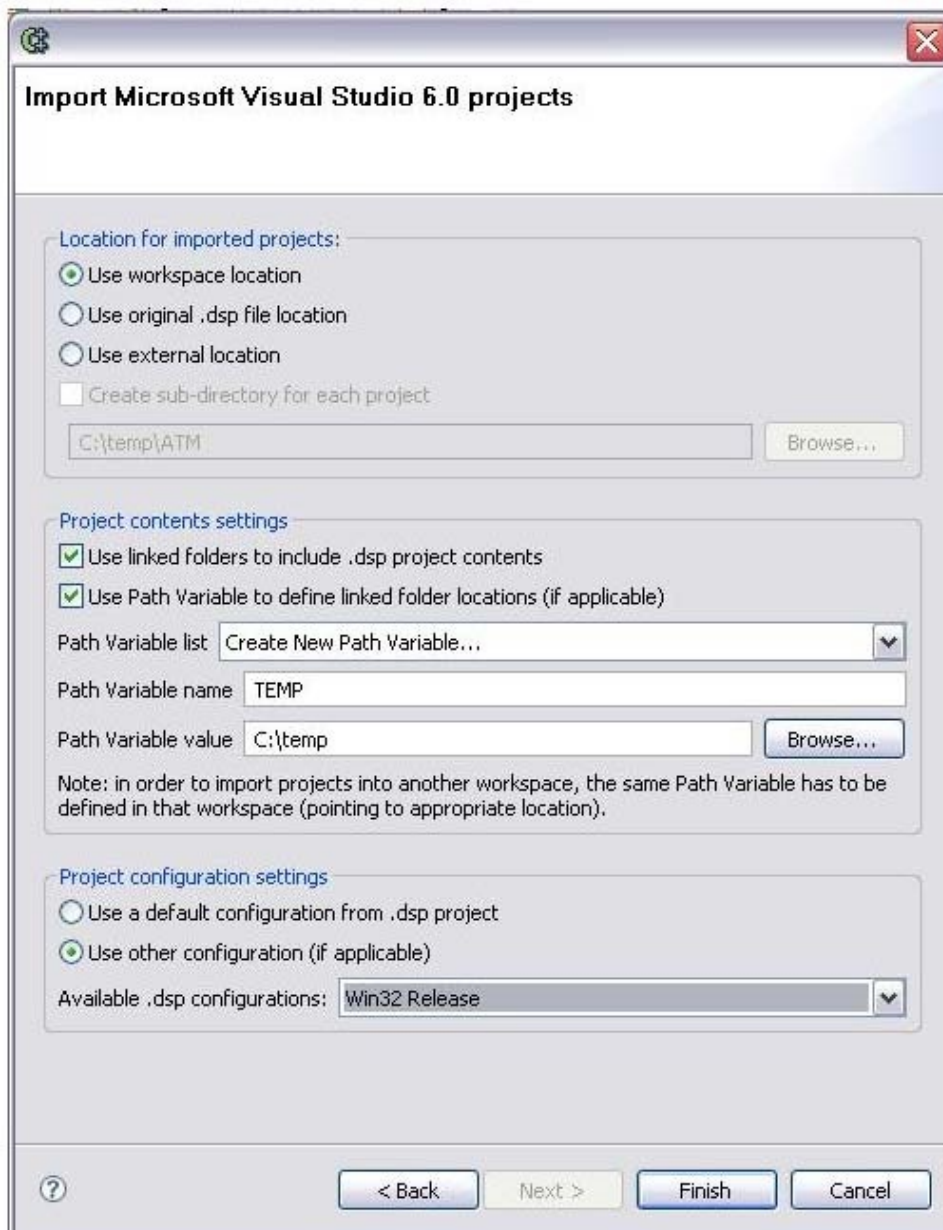 Import Microsoft Visual Studio 6.0 projects
Location for imported projects:
Use workspace location
Use original .dsp file location
Use external location
Create sub-directory for each project
C:\temp\ATM Browse...
Project contents settings
Use linked folders to include .dsp project contents
Use Path Variable to define linked folder locations (if applicable)
Path Variable list Create New Path Variable...
Path Variable name TEMP
Path Variable value C:\temp Browse...
Note: in order to import projects into another workspace, the same Path Variable has to be
defined in that workspace (pointing to appropriate location).
Project configuration settings
Use a default configuration from .dsp project
Use other configuration (if applicable)
Available .dsp configurations: Win32 Release
? < Back Next > Finish Cancel